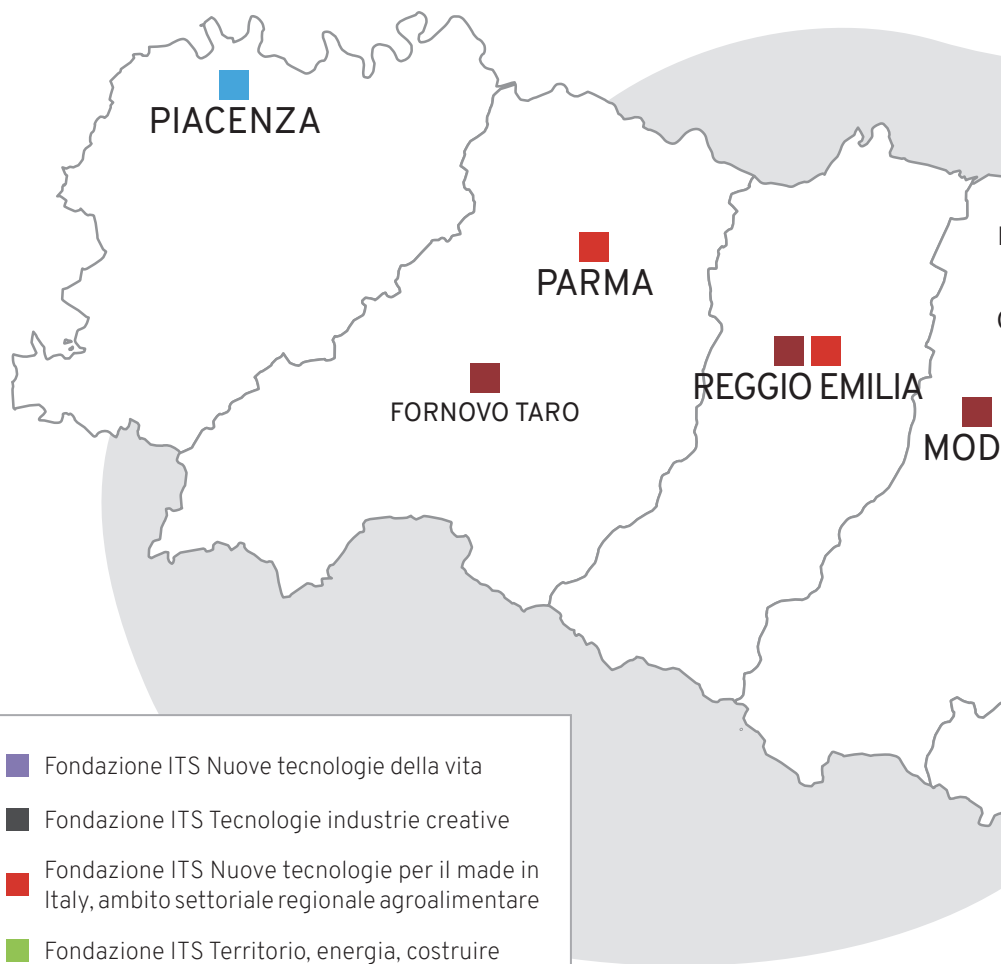 PIACENZA
PARMA
REGGIO EMILIA
FORNOVO TARO
MOD
Fondazione ITS Nuove tecnologie della vita
Fondazione ITS Tecnologie industrie creative
Fondazione ITS Nuove tecnologie per il made in
Italy, ambito settoriale regionale agroalimentare
Fondazione ITS Territorio, energia, costruire